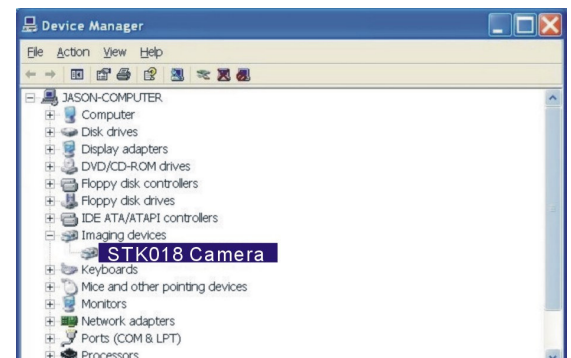 Device Manager
File Action View Help
JASON-COMPUTER
Computer
Disk drives
Display adapters
DVD/CD-ROM drives
Floppy disk controllers
Floppy disk drives
IDE ATA/ATAPI controllers
Imaging devices
STK018 Camera
Keyboards
Mice and other pointing devices
Monitors
Network adapters
Ports (COM & LPT)
Processors